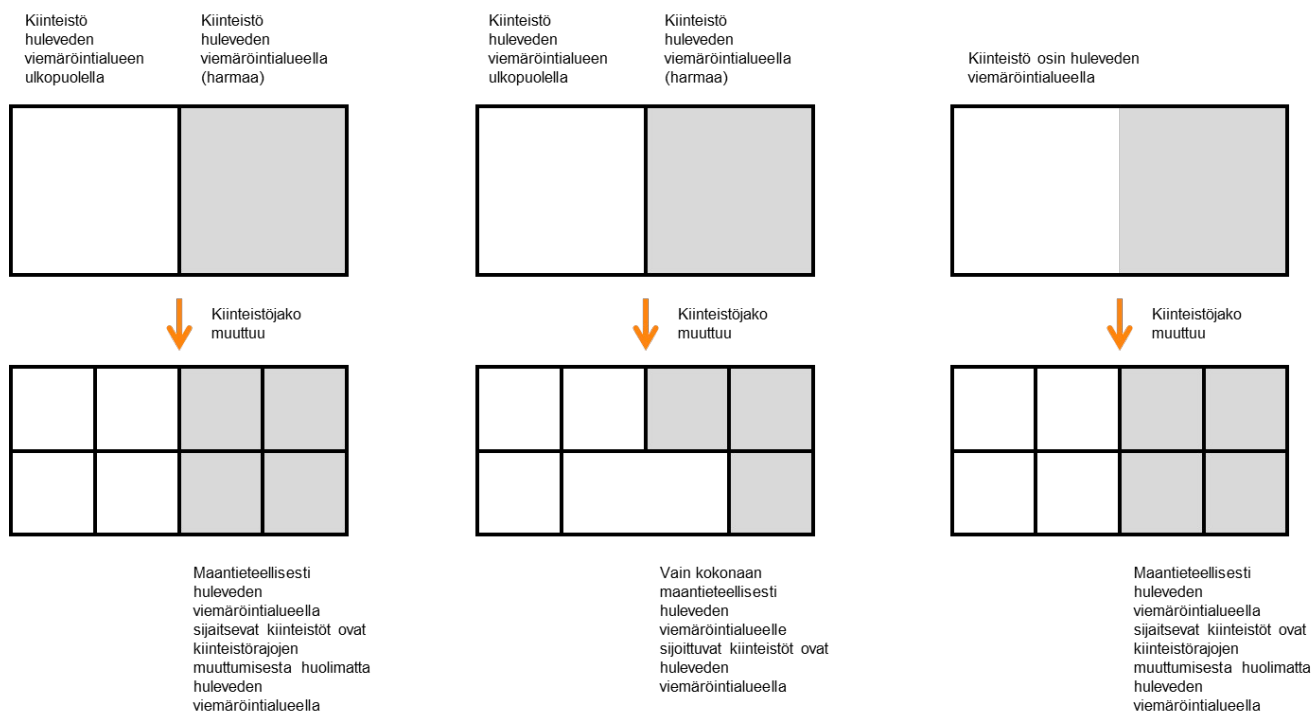 Kiinteistö
huleveden
viemäröintialueen
ulkopuolella
Kiinteistö
huleveden
viemäröintialueella
(harmaa)
Kiinteistö
huleveden
viemäröintialueen
ulkopuolella
Kiinteistö
huleveden
viemäröintialueella
(harmaa)
Kiinteistö osin huleveden
viemäröintialueella
Kiinteistöjako
muuttuu
Kiinteistöjako
muuttuu
Kiinteistöjako
muuttuu
Maantieteellisesti
huleveden
viemäröintialueella
sijaitsevat kiinteistöt ovat
kiinteistörajojen
muuttumisesta huolimatta
huleveden
viemäröintialueella
Vain kokonaan
maantieteellisesti
huleveden
viemäröintialueelle
sijoittuvat kiinteistöt ovat
huleveden
viemäröintialueella
Maantieteellisesti
huleveden
viemäröintialueella
sijaitsevat kiinteistöt ovat
kiinteistörajojen
muuttumisesta huolimatta
huleveden
viemäröintialueella